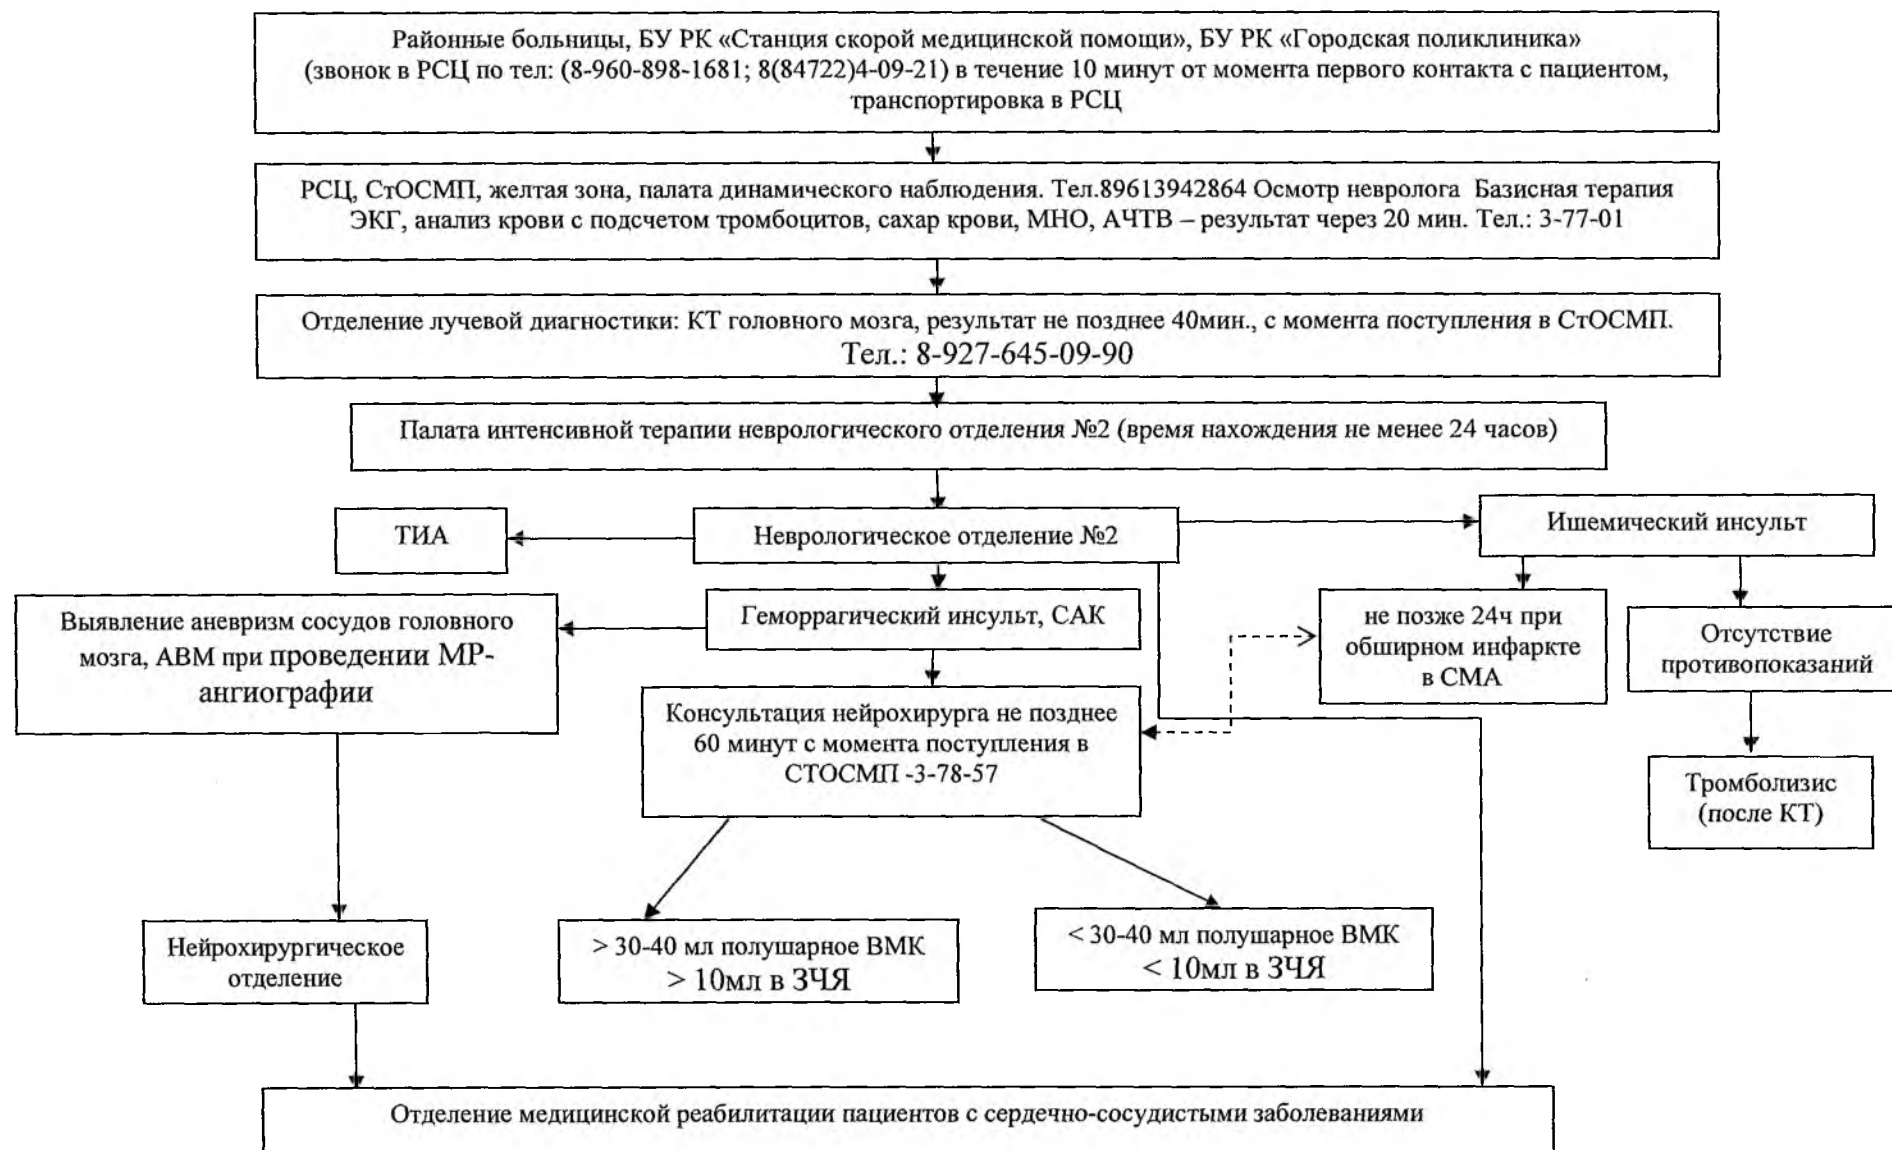 Районные больницы, БУ РК «Станция скорой медицинской помощи», БУ РК «Городская поликлиника»
(звонок в РСЦ по тел: (8-960-898-1681; 8(84722)4-09-21) в течение 10 минут от момента первого контакта с пациентом,
транспортировка в РСЦ
РСЦ, СтОСМП, желтая зона, палата динамического наблюдения. Тел.89613942864 Осмотр невролога Базисная терапия
ЭКГ, анализ крови с подсчетом тромбоцитов, сахар крови, МНО, АЧТВ – результат через 20 мин. Тел.: 3-77-01
Отделение лучевой диагностики: КТ головного мозга, результат не позднее 40мин., с момента поступления в СтОСМП.
Тел.: 8-927-645-09-90
Палата интенсивной терапии неврологического отделения №2 (время нахождения не менее 24 часов)
ТИА
Неврологическое отделение №2
Ишемический инсульт
Выявление аневризм сосудов головного
мозга, АВМ при проведении МР-
ангиографии
Геморрагический инсульт, САК
не позже 24ч при
обширном инфаркте
в СМА
Отсутствие
противопоказаний
Консультация нейрохирурга не позднее
60 минут с момента поступления в
СТОСМП -3-78-57
Тромболизис
(после КТ)
Нейрохирургическое
отделение
> 30-40 мл полушарное ВМК
> 10мл в ЗЧЯ
< 30-40 мл полушарное ВМК
< 10мл в ЗЧЯ
Отделение медицинской реабилитации пациентов с сердечно-сосудистыми заболеваниями